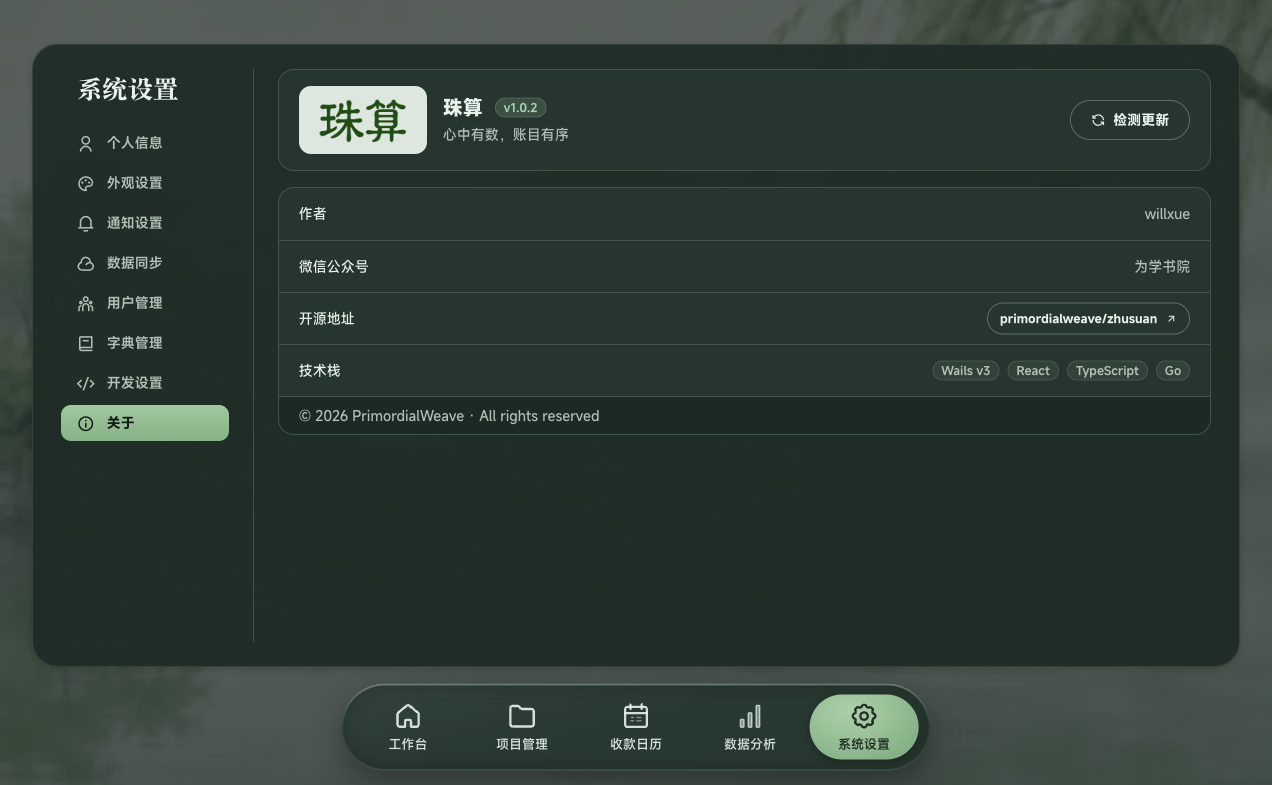 系统设置
个人信息
外观设置
通知设置
数据同步
用户管理
字典管理
开发设置
关于
珠算
珠算 v1.0.2
心中有数，账目有序
检测更新
作者 willxue
微信公众号 为学书院
开源地址 primordialweave/zhusuan
技术栈 Wails v3 React TypeScript Go
© 2026 PrimordialWeave · All rights reserved
工作台 项目管理 收款日历 数据分析 系统设置